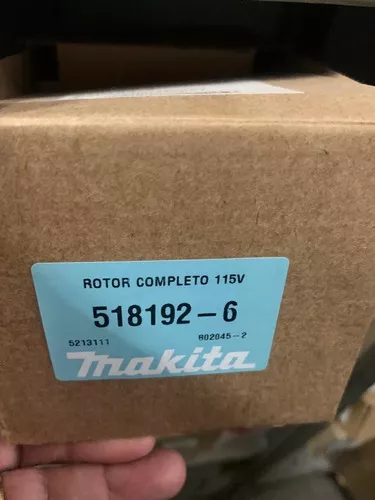 ROTOR COMPLETO 115V
518192-6
5213111 802045-2
makita